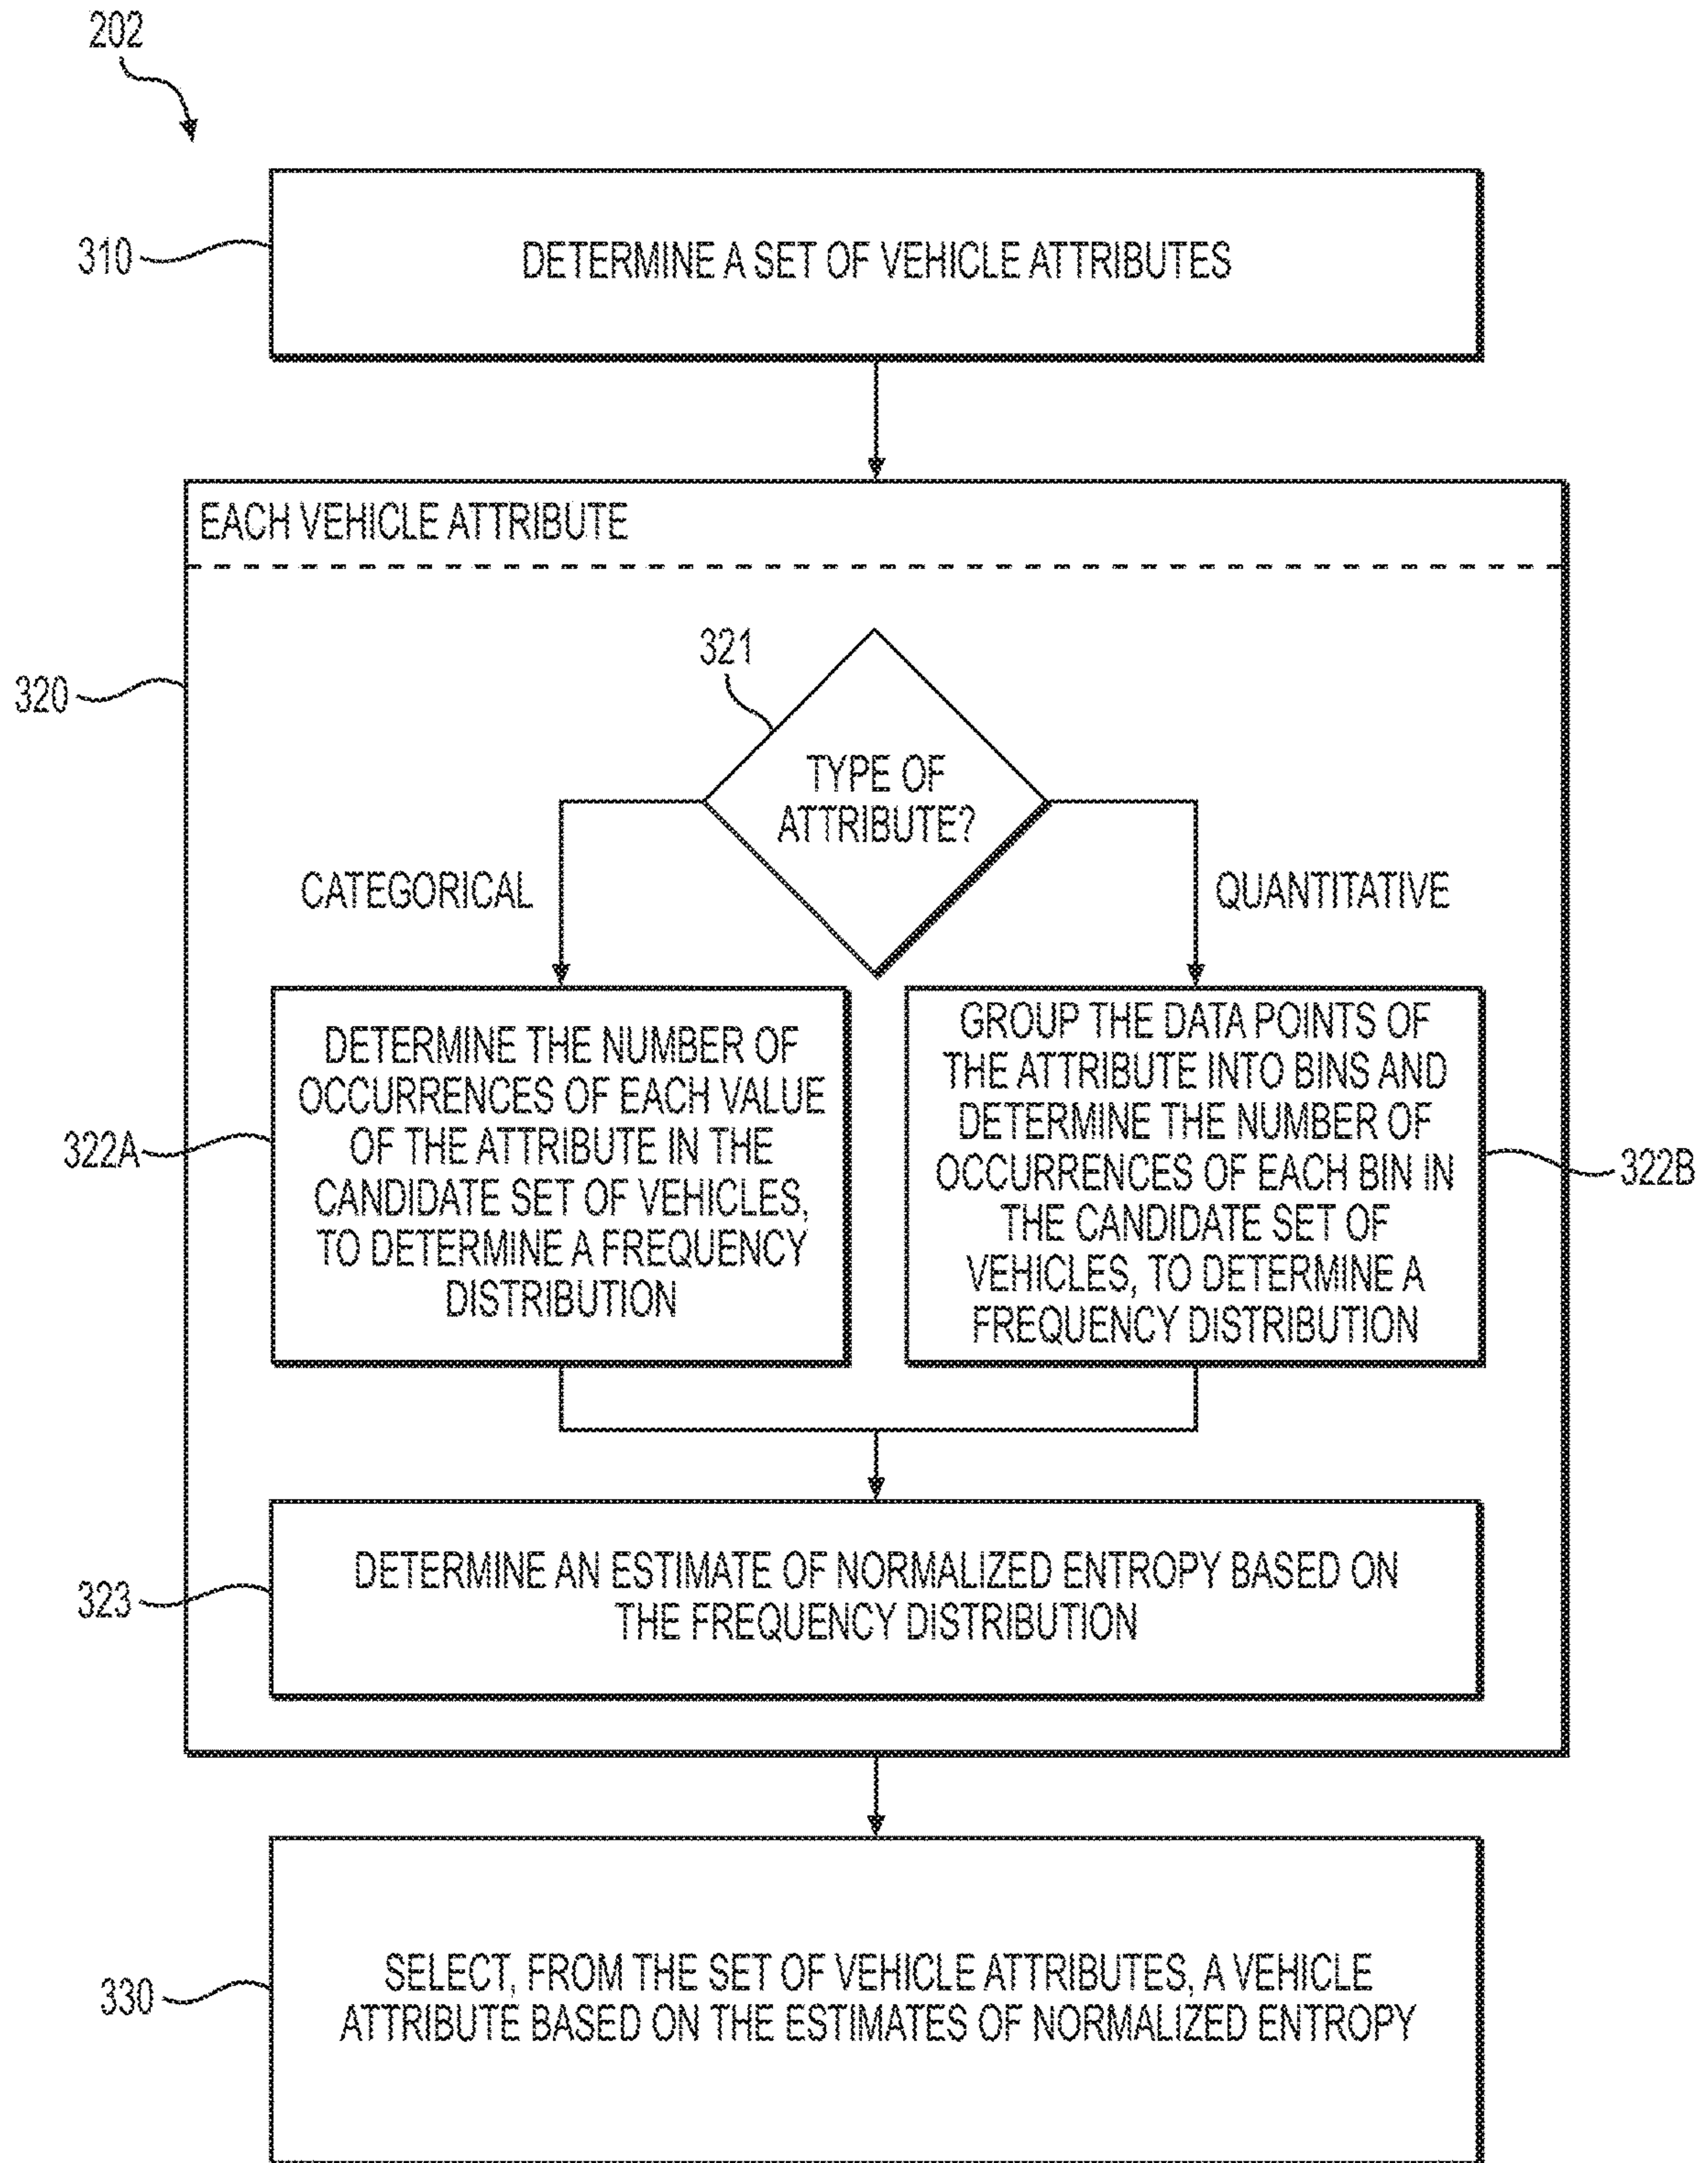 202
310
DETERMINE A SET OF VEHICLE ATTRIBUTES
EACH VEHICLE ATTRIBUTE
320
321
TYPE OF
ATTRIBUTE?
CATEGORICAL
QUANTITATIVE
322A
DETERMINE THE NUMBER OF
OCCURRENCES OF EACH VALUE
OF THE ATTRIBUTE IN THE
CANDIDATE SET OF VEHICLES,
TO DETERMINE A FREQUENCY
DISTRIBUTION
GROUP THE DATA POINTS OF
THE ATTRIBUTE INTO BINS AND
DETERMINE THE NUMBER OF
OCCURRENCES OF EACH BIN IN
THE CANDIDATE SET OF
VEHICLES, TO DETERMINE A
FREQUENCY DISTRIBUTION
322B
323
DETERMINE AN ESTIMATE OF NORMALIZED ENTROPY BASED ON
THE FREQUENCY DISTRIBUTION
330
SELECT, FROM THE SET OF VEHICLE ATTRIBUTES, A VEHICLE
ATTRIBUTE BASED ON THE ESTIMATES OF NORMALIZED ENTROPY